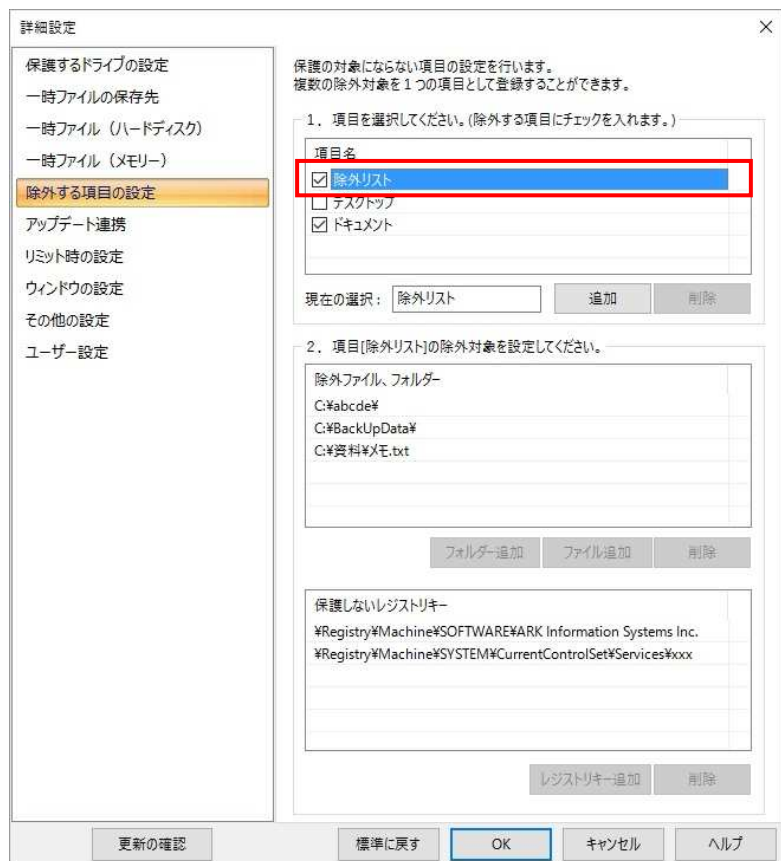 詳細設定
保護するドライブの設定
一時ファイルの保存先
一時ファイル（ハードディスク）
一時ファイル（メモリー）
除外する項目の設定
アップデート連携
リミット時の設定
ウィンドウの設定
その他の設定
ユーザー設定
保護の対象にならない項目の設定を行います。
複数の除外対象を１つの項目として登録することができます。
１．項目を選択してください。(除外する項目にチェックを入れます。)
項目名
除外リスト
デスクトップ
ドキュメント
現在の選択： 除外リスト 追加 削除
２．項目[除外リスト]の除外対象を設定してください。
除外ファイル、フォルダー
C:¥abcde¥
C:¥BackUpData¥
C:¥資料¥メモ.txt
フォルダー追加 ファイル追加 削除
保護しないレジストリキー
¥Registry¥Machine¥SOFTWARE¥ARK Information Systems Inc.
¥Registry¥Machine¥SYSTEM¥CurrentControlSet¥Services¥xxx
レジストリキー追加 削除
更新の確認 標準に戻す OK キャンセル ヘルプ